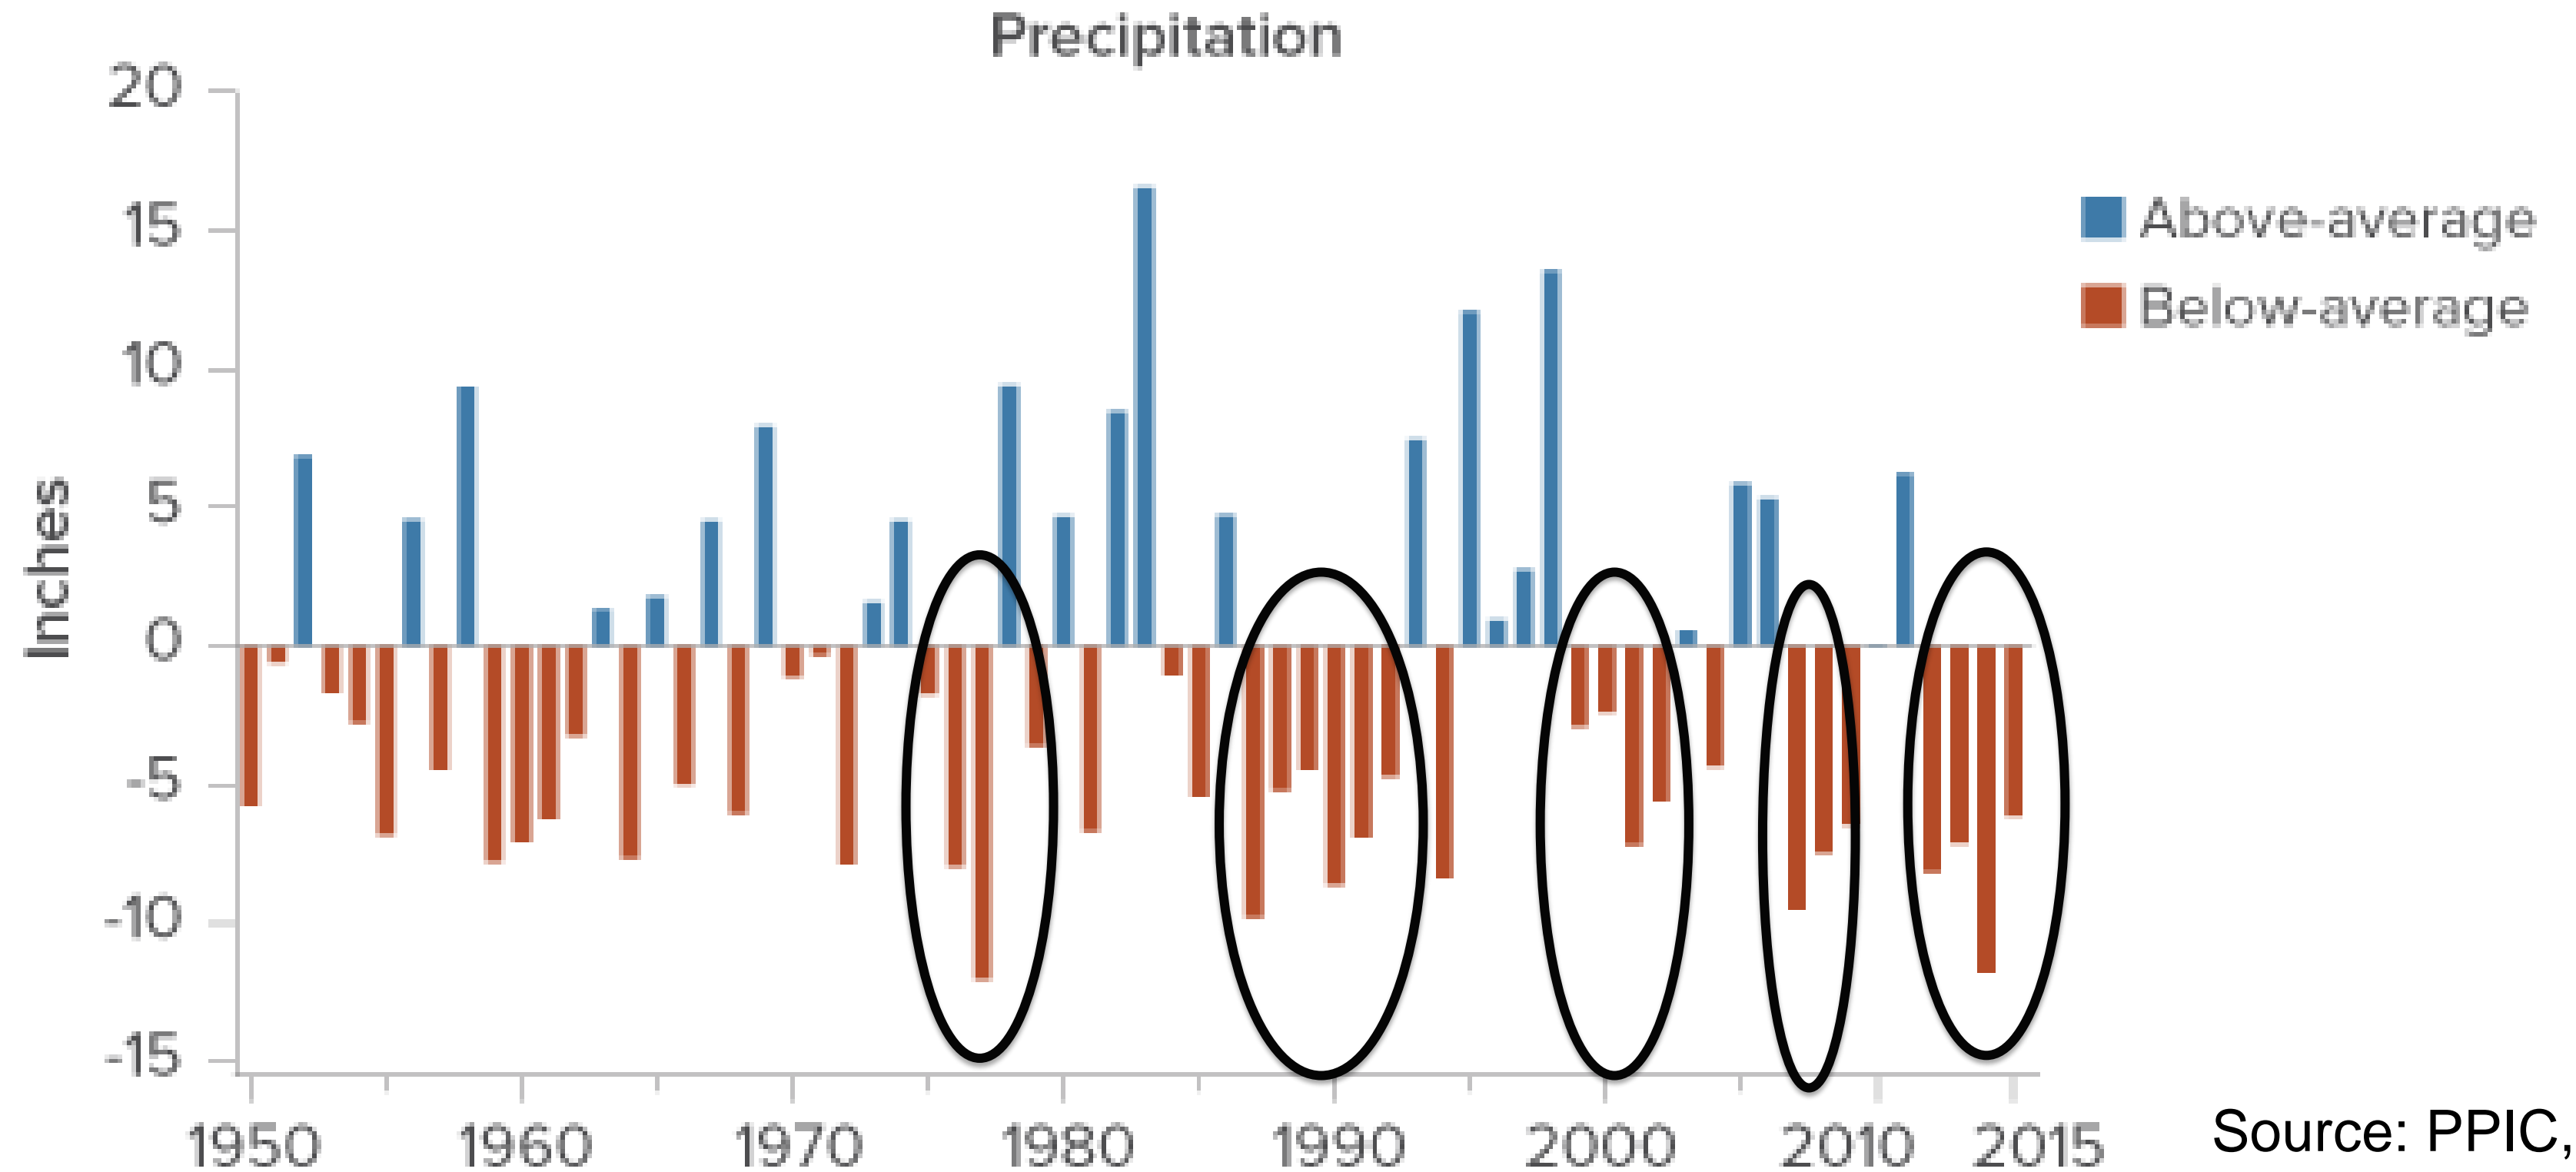 Precipitation
20
15
10
5
0
-5
-10
-15
Inches
Above-average
Below-average
1950 1960 1970 1980 1990 2000 2010 2015
Source: PPIC,